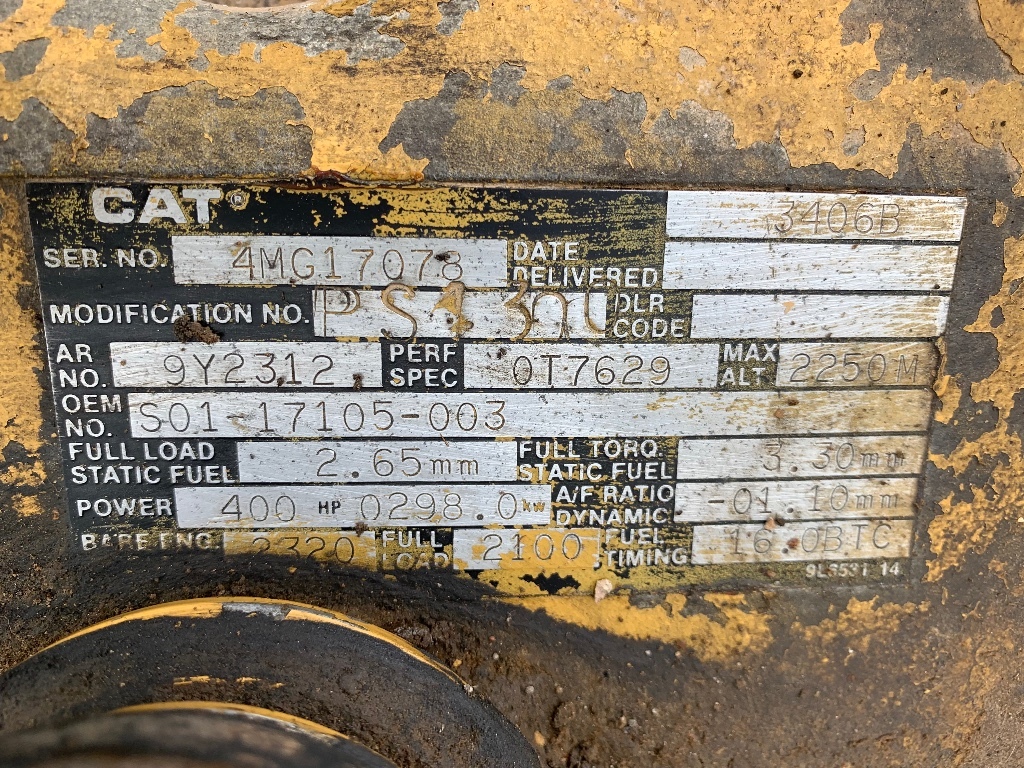 CAT® 3406B
SER. NO. 4MG17078 DATE DELIVERED
MODIFICATION NO. DLR CODE
AR NO. 9Y2312 PERF SPEC 0T7629 MAX ALT 2250M
OEM NO. S01-17105-003
FULL LOAD STATIC FUEL 2.65mm FULL TORQ. STATIC FUEL 3.30mm
POWER 400 HP 0298.0 kw A/F RATIO DYNAMIC -01.10mm
BARE ENG 2320 FULL LOAD 2100 FUEL TIMING 16.0BTC
14